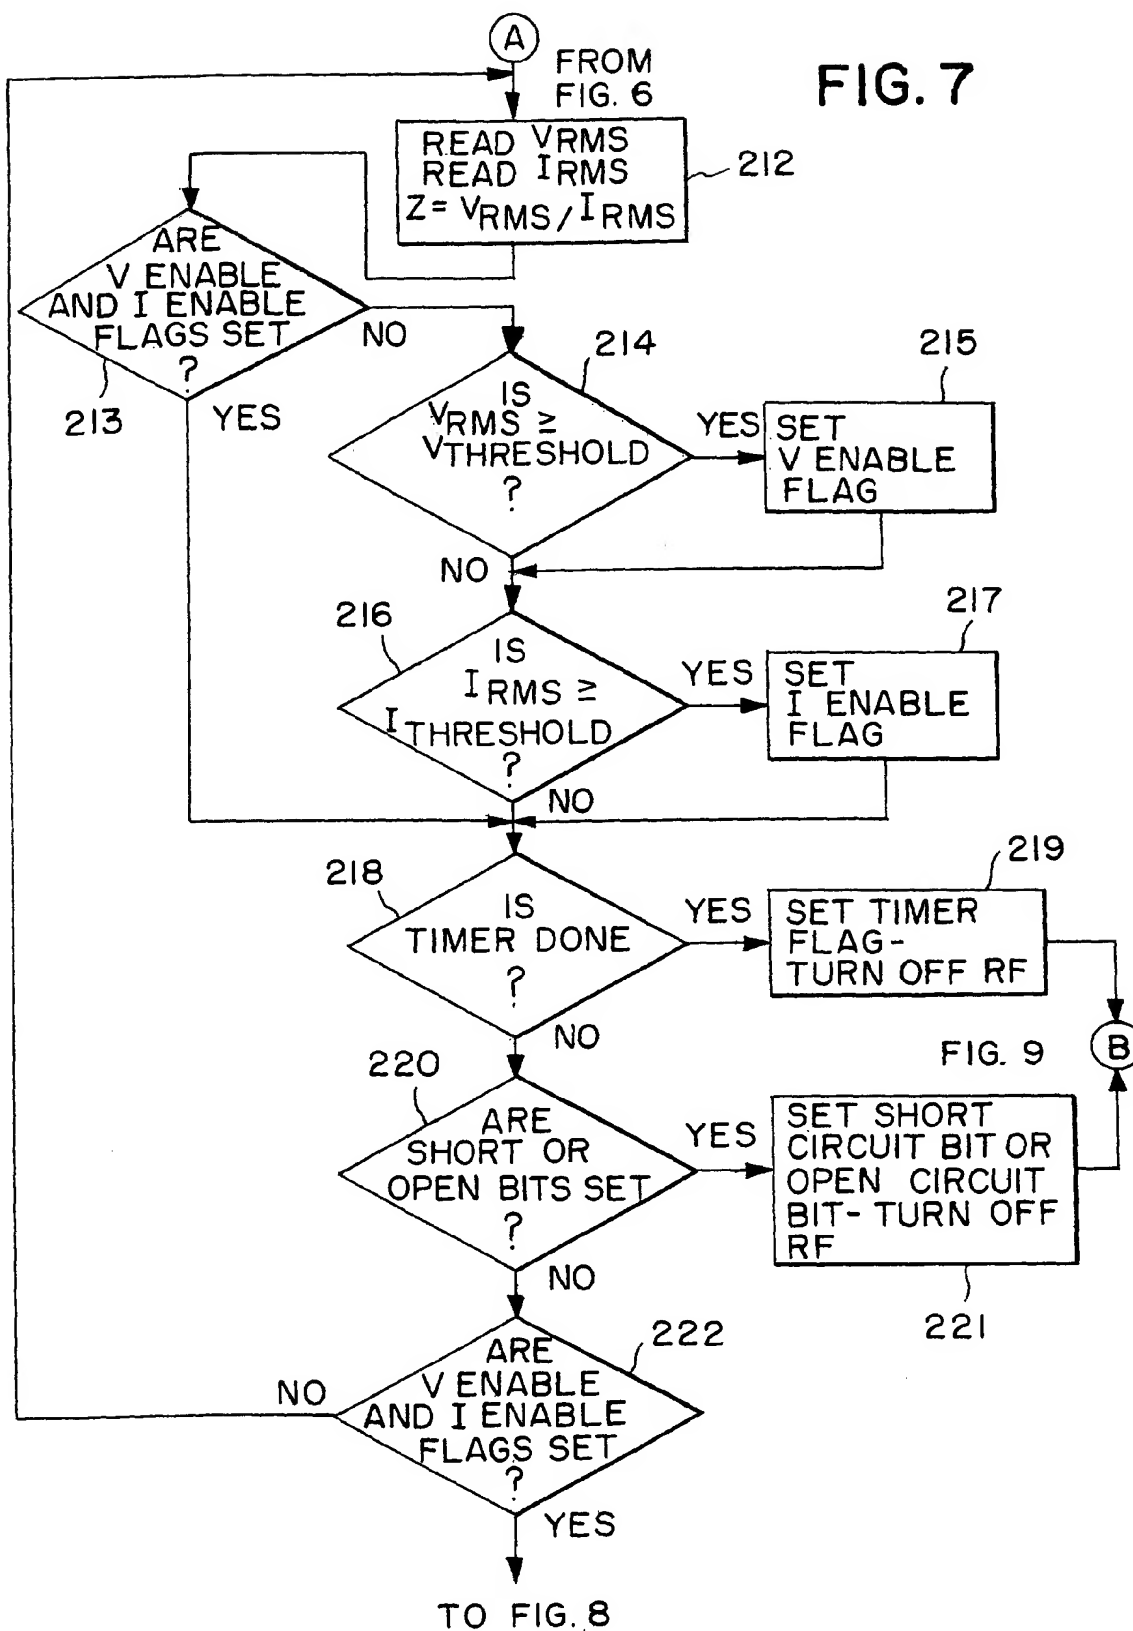 A
FROM
FIG. 6
FIG. 7
READ VRMS
READ IRMS
Z = VRMS / IRMS
212
ARE
V ENABLE
AND I ENABLE
FLAGS SET
?
213
NO
YES
214
IS
VRMS ≥
VTHRESHOLD
?
YES
NO
215
SET
V ENABLE
FLAG
216
IS
IRMS ≥
ITHRESHOLD
?
YES
NO
217
SET
I ENABLE
FLAG
218
IS
TIMER DONE
?
YES
NO
219
SET TIMER
FLAG-
TURN OFF RF
FIG. 9
B
220
ARE
SHORT OR
OPEN BITS SET
?
YES
NO
SET SHORT
CIRCUIT BIT OR
OPEN CIRCUIT
BIT- TURN OFF
RF
221
222
ARE
V ENABLE
AND I ENABLE
FLAGS SET
?
NO
YES
TO FIG. 8